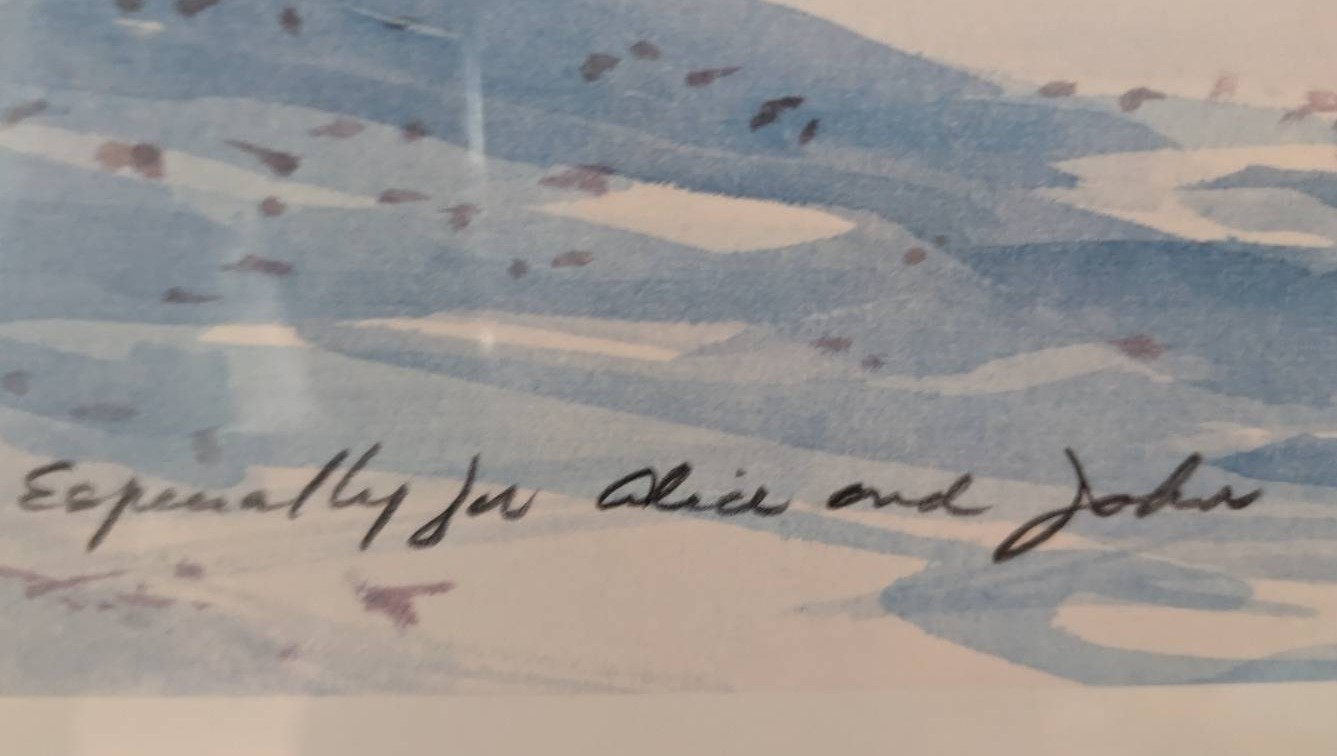 Especially for Alice and John